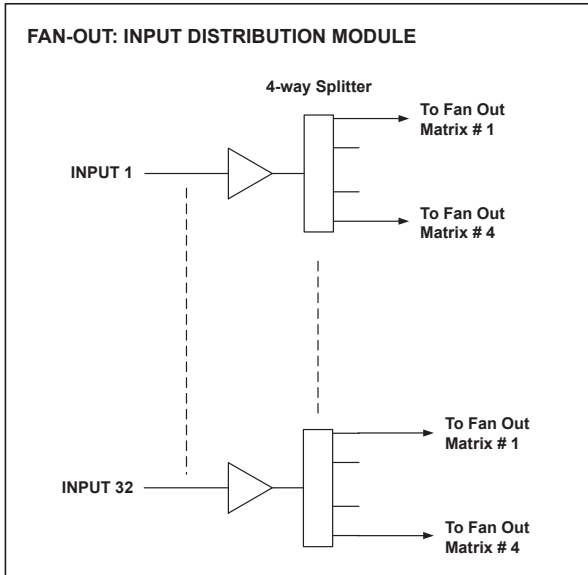 FAN-OUT: INPUT DISTRIBUTION MODULE
4-way Splitter
To Fan Out
Matrix # 1
INPUT 1
To Fan Out
Matrix # 4
To Fan Out
Matrix # 1
INPUT 32
To Fan Out
Matrix # 4